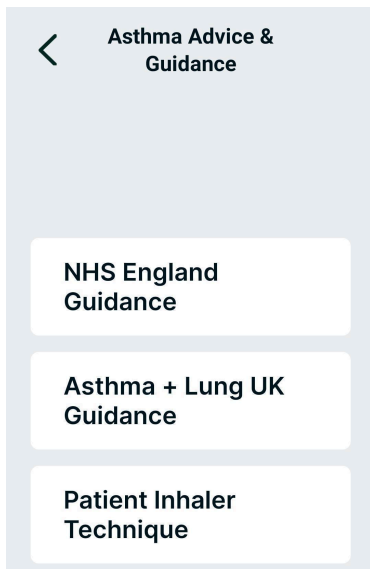 Asthma Advice &
Guidance
NHS England
Guidance
Asthma + Lung UK
Guidance
Patient Inhaler
Technique